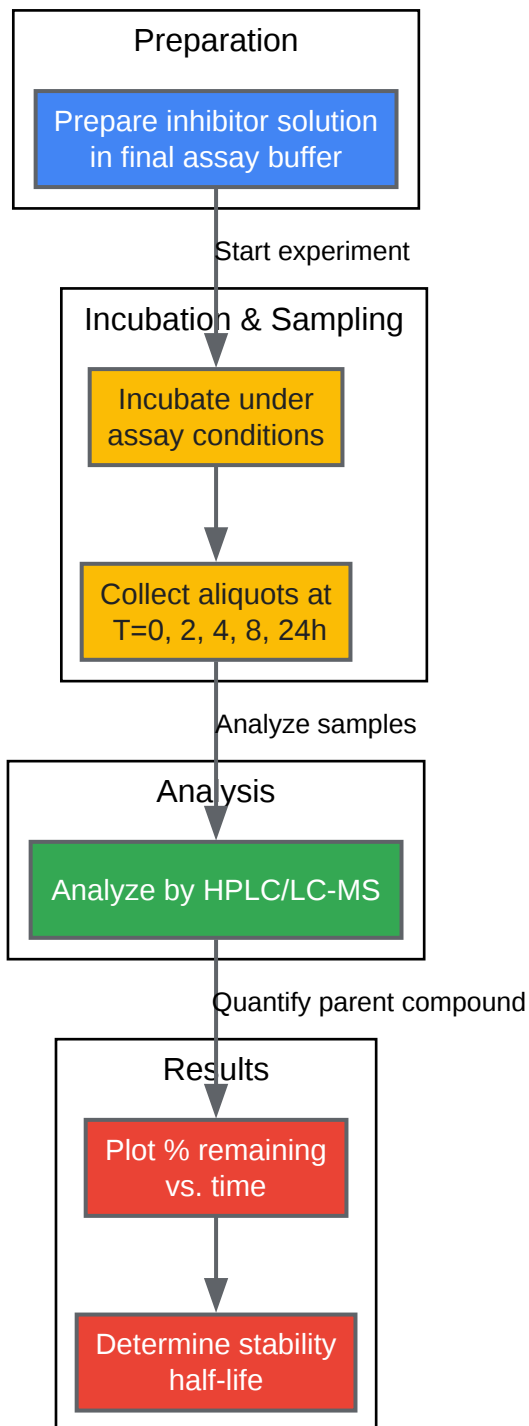 Preparation
Prepare inhibitor solution
in final assay buffer
Start experiment
Incubation & Sampling
Incubate under
assay conditions
Collect aliquots at
T=0, 2, 4, 8, 24h
Analyze samples
Analysis
Analyze by HPLC/LC-MS
Quantify parent compound
Results
Plot % remaining
vs. time
Determine stability
half-life